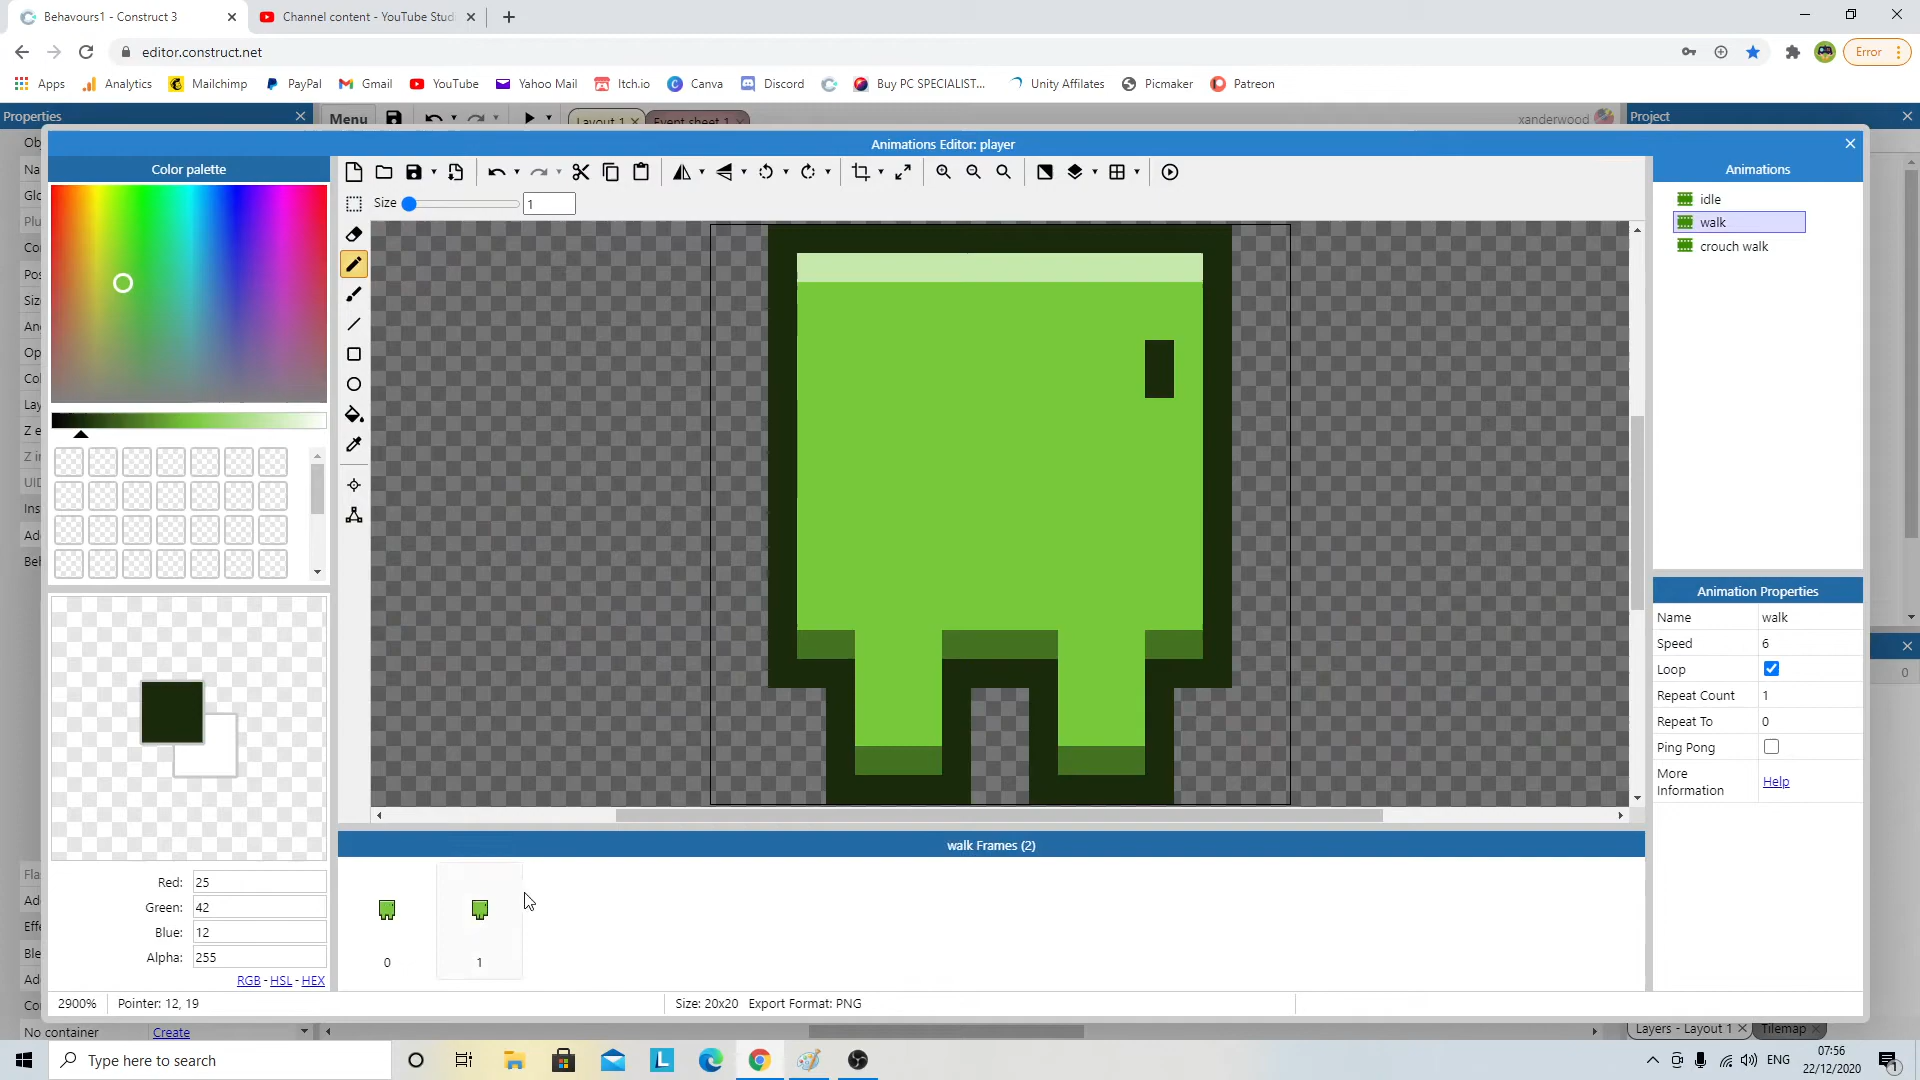 Behavours1 - Construct 3
Channel content - YouTube Stud
editor.construct.net
Error
Apps
Analytics
Mailchimp
PayPal
Gmail
YouTube
Yahoo Mail
Itch.io
Canva
Discord
Buy PC SPECIALIST...
Unity Affilates
Picmaker
Patreon
Properties
Menu
Layout 1
Event sheet 1
xanderwood
Project
Animations Editor: player
Color palette
Size
1
Animations
idle
walk
crouch walk
Animation Properties
Name walk
Speed 6
Loop
Repeat Count 1
Repeat To 0
Ping Pong
More Information Help
walk Frames (2)
0
1
Red: 25
Green: 42
Blue: 12
Alpha: 255
RGB - HSL - HEX
2900%
Pointer: 12, 19
Size: 20x20 Export Format: PNG
No container
Create
Layers - Layout 1
Tilemap
0
Type here to search
ENG
07:56
22/12/2020
1